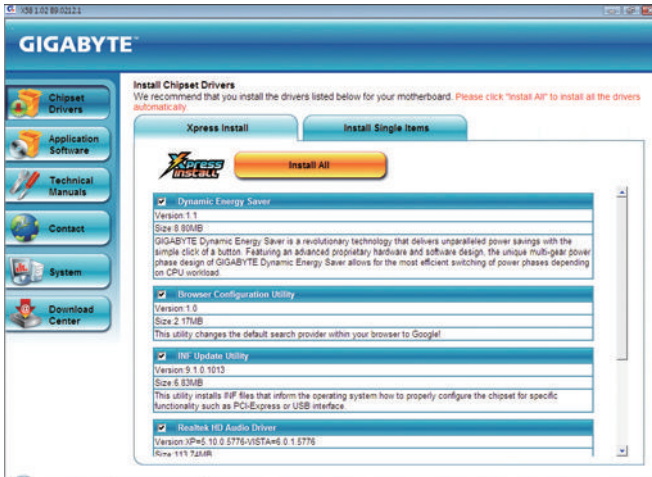 X58 1.02 B9.0212.1
GIGABYTE™
Chipset
Drivers
Application
Software
Technical
Manuals
Contact
System
Download
Center
Install Chipset Drivers
We recommend that you install the drivers listed below for your motherboard. Please click "Install All" to install all the drivers
automatically.
Xpress Install
Install Single Items
Xpress
Install
Install All
Dynamic Energy Saver
Version:1.1
Size:8.80MB
GIGABYTE Dynamic Energy Saver is a revolutionary technology that delivers unparalleled power savings with the
simple click of a button. Featuring an advanced proprietary hardware and software design, the unique multi-gear power
phase design of GIGABYTE Dynamic Energy Saver allows for the most efficient switching of power phases depending
on CPU workload.
Browser Configuration Utility
Version:1.0
Size:2.17MB
This utility changes the default search provider within your browser to Google!
INF Update Utility
Version:9.1.0.1013
Size:6.83MB
This utility installs INF files that inform the operating system how to properly configure the chipset for specific
functionality such as PCI-Express or USB interface.
Realtek HD Audio Driver
Version:XP=5.10.0.5776-VISTA=6.0.1.5776
Size:113.74MB